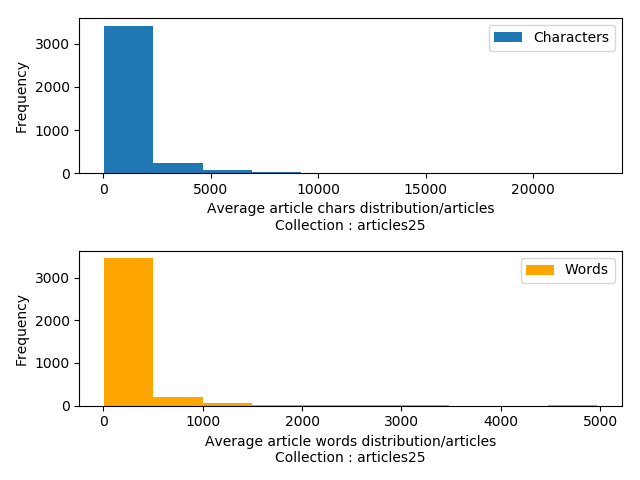 Characters
3000
2000
1000
0
Frequency
0 5000 10000 15000 20000
Average article chars distribution/articles
Collection : articles25
Words
3000
2000
1000
0
Frequency
0 1000 2000 3000 4000 5000
Average article words distribution/articles
Collection : articles25